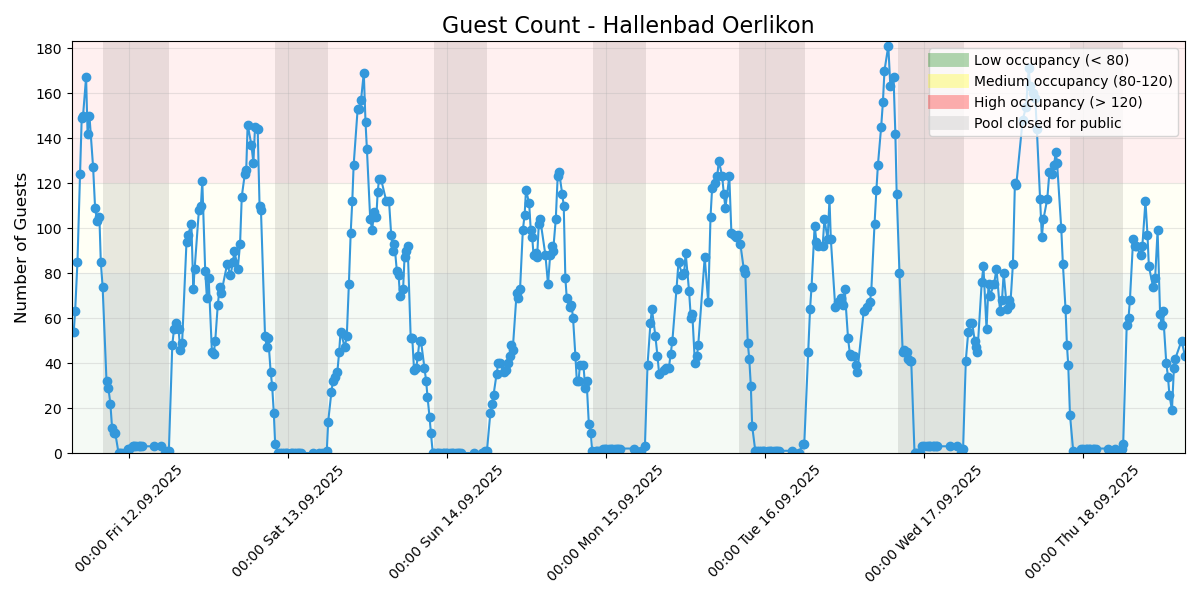 Guest Count - Hallenbad Oerlikon
Number of Guests
180
160
140
120
100
80
60
40
20
0
Low occupancy (< 80)
Medium occupancy (80-120)
High occupancy (> 120)
Pool closed for public
00:00 Fri 12.09.2025
00:00 Sat 13.09.2025
00:00 Sun 14.09.2025
00:00 Mon 15.09.2025
00:00 Tue 16.09.2025
00:00 Wed 17.09.2025
00:00 Thu 18.09.2025